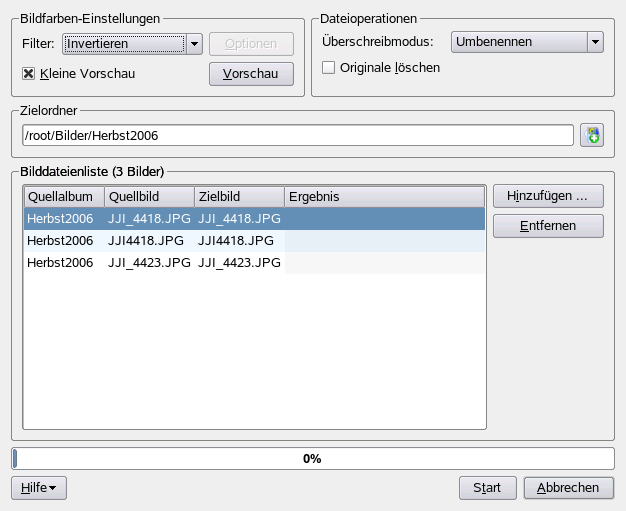 Bildfarben-Einstellungen
Filter: Invertieren Optionen
Kleine Vorschau Vorschau
Dateioperationen
Überschreibmodus: Umbenennen
Originale löschen
Zielordner
/root/Bilder/Herbst2006
Bilddateienliste (3 Bilder)
Quellalbum Quellbild Zielbild Ergebnis
Herbst2006 JJI_4418.JPG JJI_4418.JPG
Herbst2006 JJI4418.JPG JJI4418.JPG
Herbst2006 JJI_4423.JPG JJI_4423.JPG
Hinzufügen ...
Entfernen
0%
Hilfe Start Abbrechen